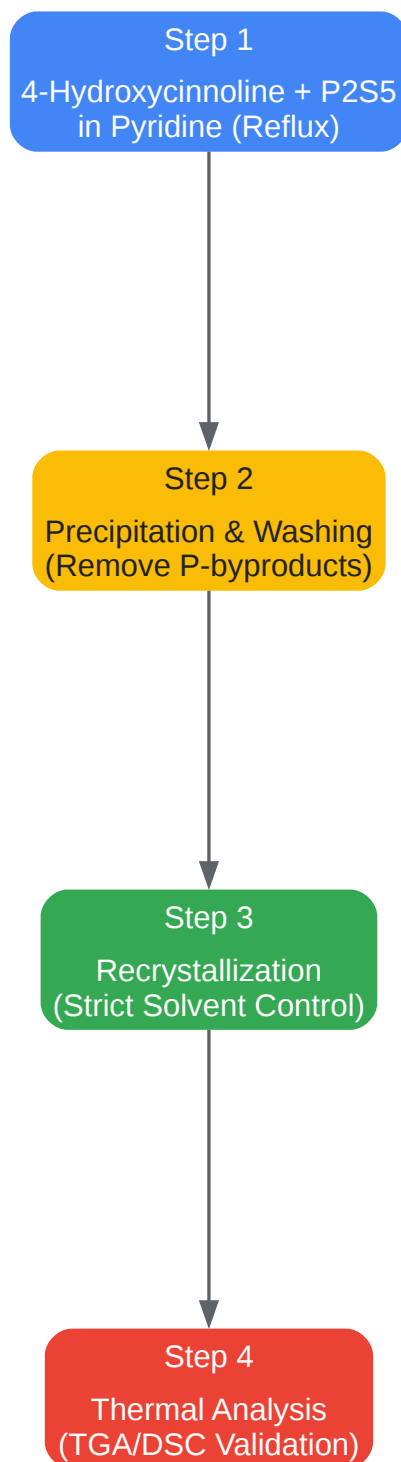 Step 1
4-Hydroxycinnoline + P2S5
in Pyridine (Reflux)
Step 2
Precipitation & Washing
(Remove P-byproducts)
Step 3
Recrystallization
(Strict Solvent Control)
Step 4
Thermal Analysis
(TGA/DSC Validation)